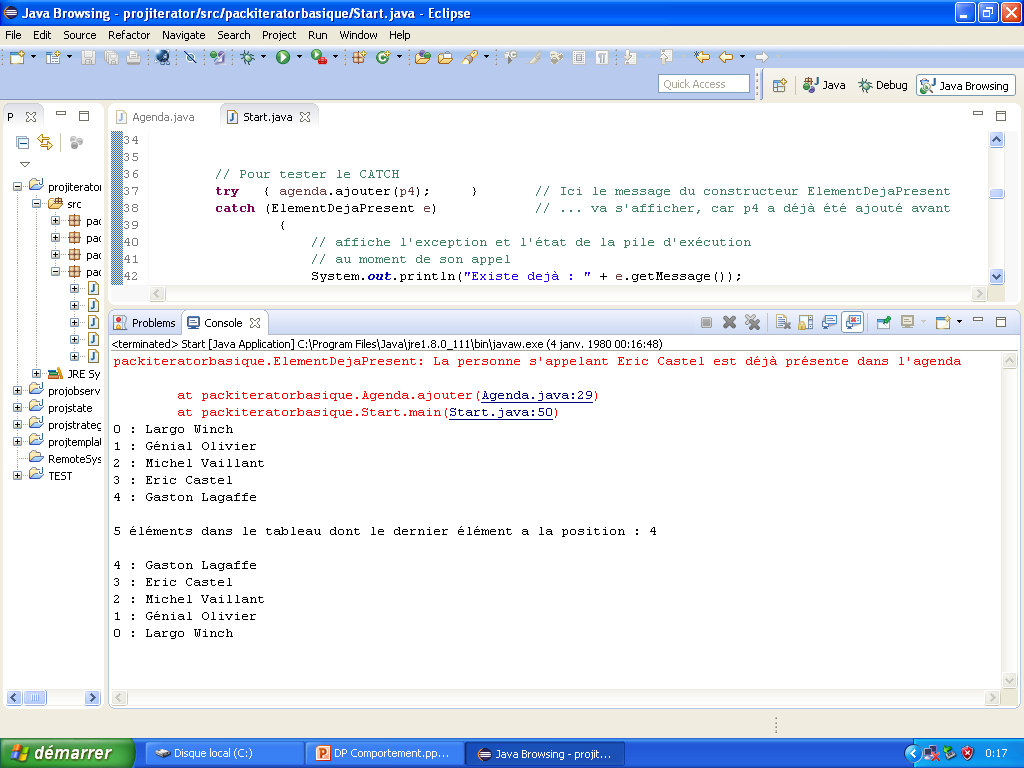 Java Browsing - projiterator/src/packiteratorbasique/Start.java - Eclipse
File Edit Source Refactor Navigate Search Project Run Window Help
Quick Access
Java Debug Java Browsing
P
Agenda.java Start.java
34
35
36 // Pour tester le CATCH
37 try { agenda.ajouter(p4); } // Ici le message du constructeur ElementDejaPresent
38 catch (ElementDejaPresent e) // ... va s'afficher, car p4 a déjà été ajouté avant
39 {
40 // affiche l'exception et l'état de la pile d'exécution
41 // au moment de son appel
42 System.out.println("Existe dejà : " + e.getMessage());
projiterator
src
pac
pac
pac
pac
JRE Sy
projobserv
projstate
projstrateg
projtempla
RemoteSys
TEST
Problems Console
<terminated> Start [Java Application] C:\Program Files\Java\jre1.8.0_111\bin\javaw.exe (4 janv. 1980 00:16:48)
packiteratorbasique.ElementDejaPresent: La personne s'appelant Eric Castel est déjà présente dans l'agenda
at packiteratorbasique.Agenda.ajouter(Agenda.java:29)
at packiteratorbasique.Start.main(Start.java:50)
0 : Largo Winch
1 : Génial Olivier
2 : Michel Vaillant
3 : Eric Castel
4 : Gaston Lagaffe
5 éléments dans le tableau dont le dernier élément a la position : 4
4 : Gaston Lagaffe
3 : Eric Castel
2 : Michel Vaillant
1 : Génial Olivier
0 : Largo Winch
démarrer Disque local (C:) DP Comportement.pp... Java Browsing - projit... 0:17